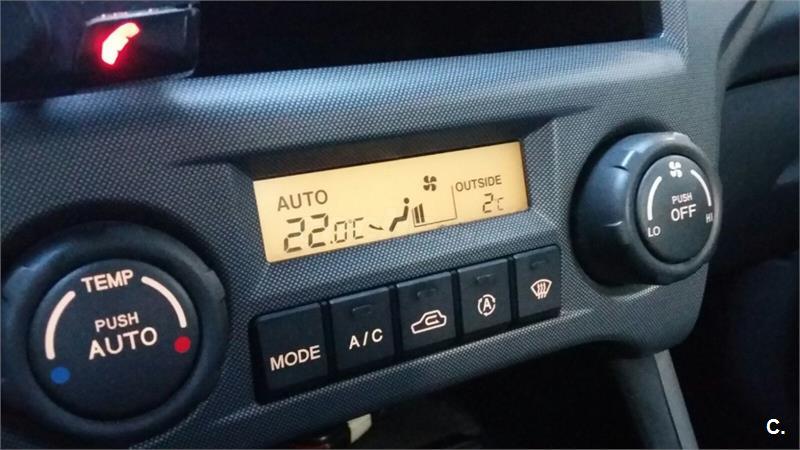 AUTO
22.0°C
OUTSIDE
2°C
TEMP
PUSH
AUTO
MODE
A/C
A
PUSH
OFF
LO
HI
C.